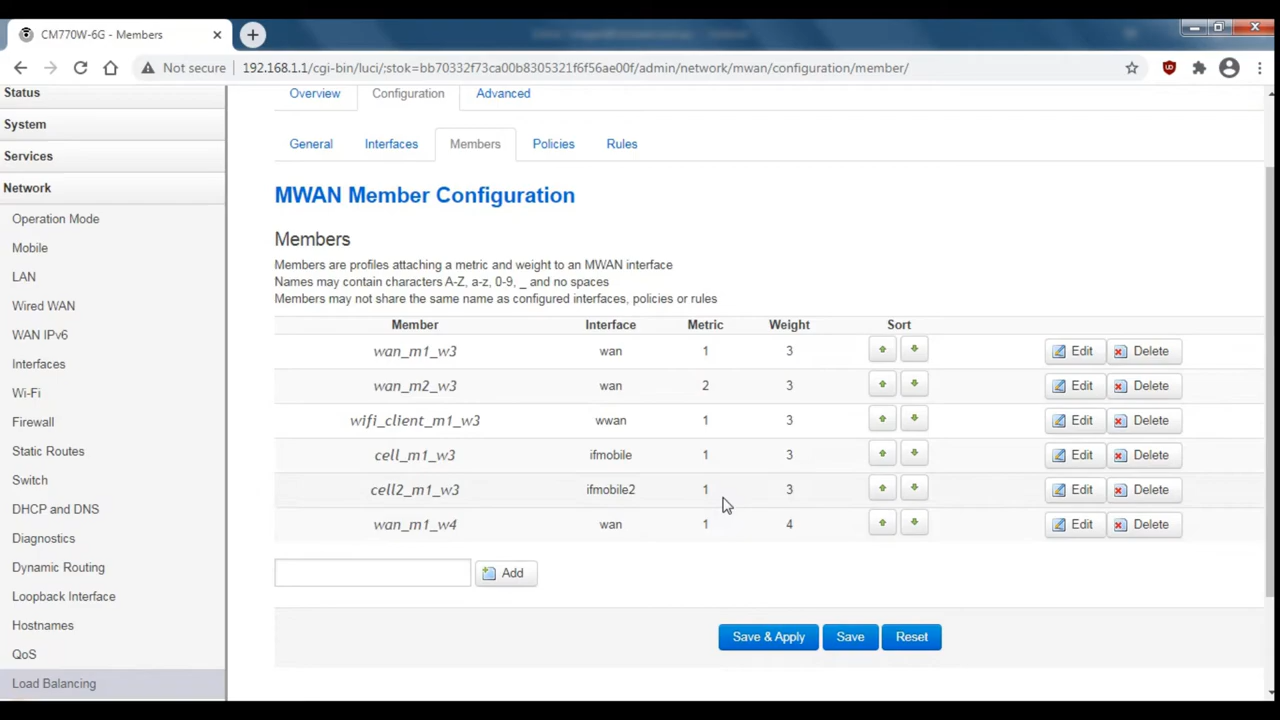 CM770W-6G - Members
Not secure 192.168.1.1/cgi-bin/luci/;stok=bb70332f73ca00b8305321f6f56ae00f/admin/network/mwan/configuration/member/
Status
System
Services
Network
Operation Mode
Mobile
LAN
Wired WAN
WAN IPv6
Interfaces
Wi-Fi
Firewall
Static Routes
Switch
DHCP and DNS
Diagnostics
Dynamic Routing
Loopback Interface
Hostnames
QoS
Load Balancing
Overview Configuration Advanced
General Interfaces Members Policies Rules
MWAN Member Configuration
Members
Members are profiles attaching a metric and weight to an MWAN interface
Names may contain characters A-Z, a-z, 0-9, _ and no spaces
Members may not share the same name as configured interfaces, policies or rules
Member Interface Metric Weight Sort
wan_m1_w3 wan 1 3 Edit Delete
wan_m2_w3 wan 2 3 Edit Delete
wifi_client_m1_w3 wwan 1 3 Edit Delete
cell_m1_w3 ifmobile 1 3 Edit Delete
cell2_m1_w3 ifmobile2 1 3 Edit Delete
wan_m1_w4 wan 1 4 Edit Delete
Add
Save & Apply Save Reset